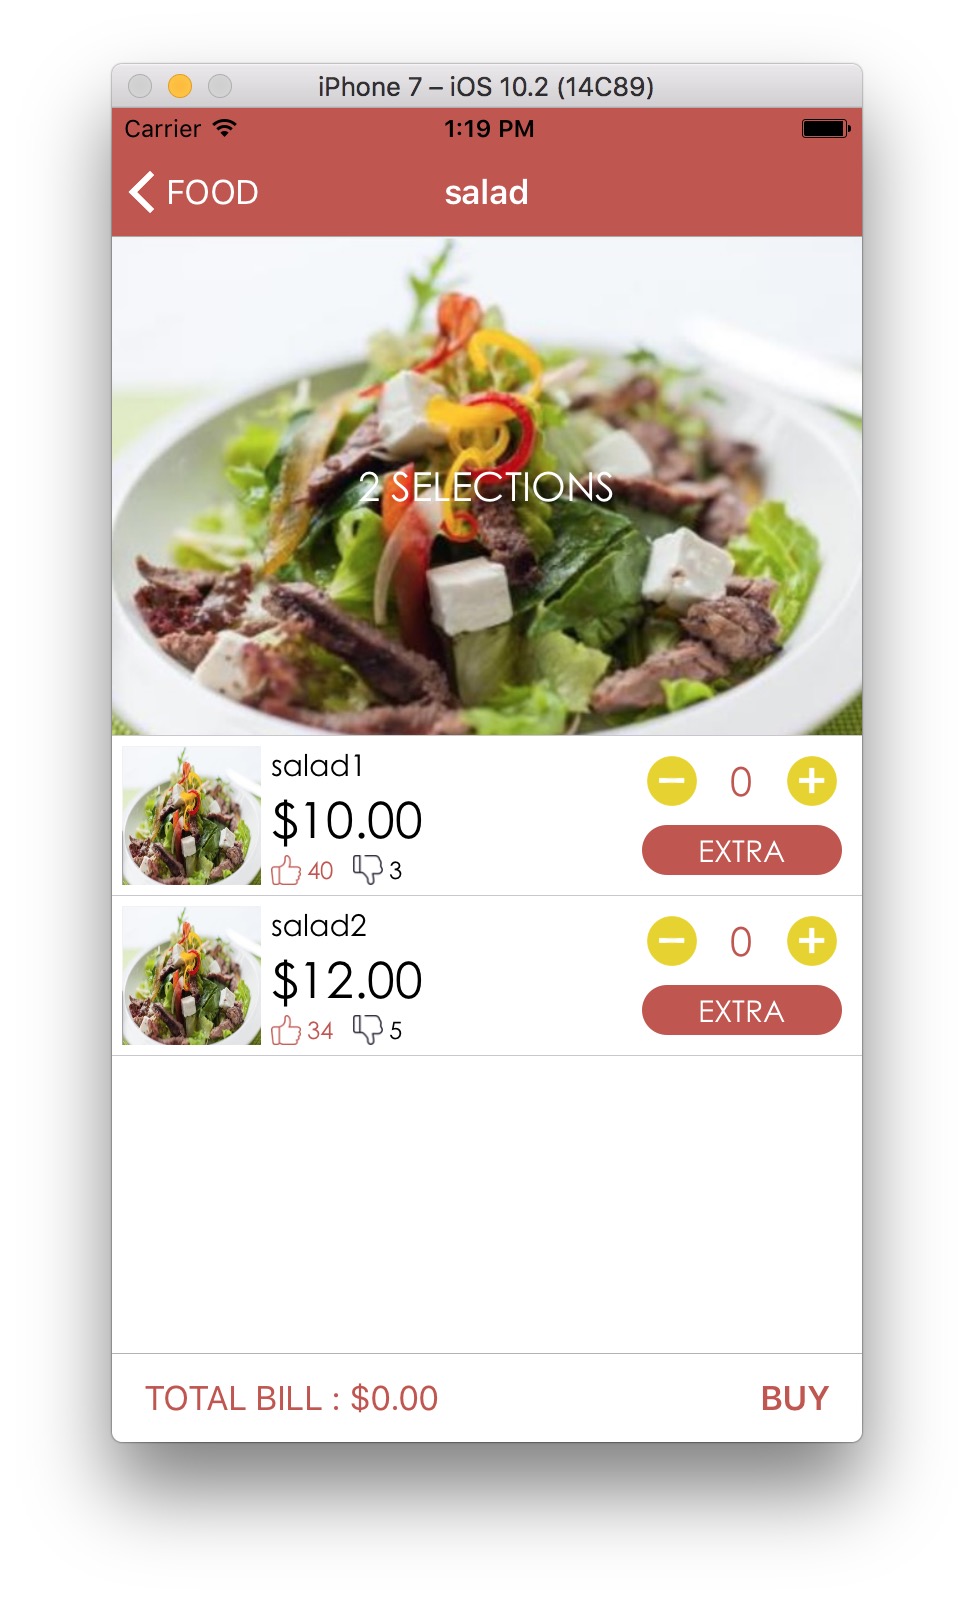 iPhone 7 – iOS 10.2 (14C89)
Carrier 1:19 PM
FOOD salad
2 SELECTIONS
salad1
0
$10.00
EXTRA
40 3
salad2
0
$12.00
EXTRA
34 5
TOTAL BILL : $0.00 BUY